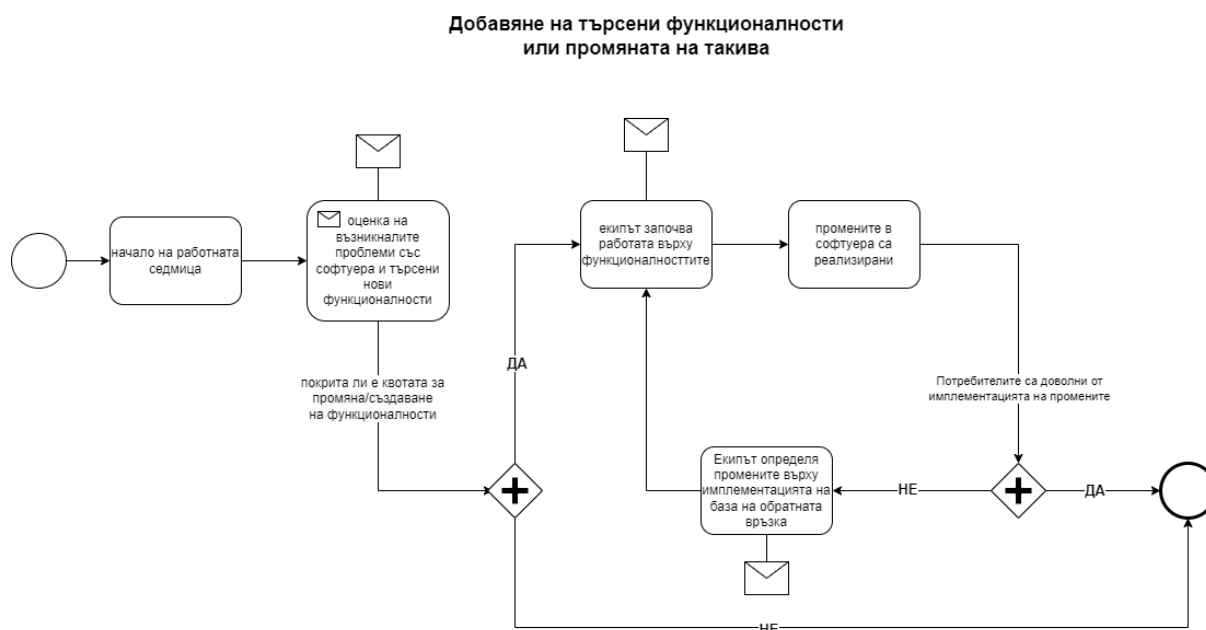 Добавяне на търсени функционалности
или промяната на такива
начало на работната
седмица
оценка на
възникналите
проблеми със
софтуера и търсени
нови
функционалности
покрита ли е квотата за
промяна/създаване
на функционалности
ДА
екипът започва
работата върху
функционалносттите
промените в
софтуера са
реализирани
Потребителите са доволни от
имплементацията на промените
Екипът определя
промените върху
имплементацията на
база на обратната
връзка
НЕ
ДА
НЕ